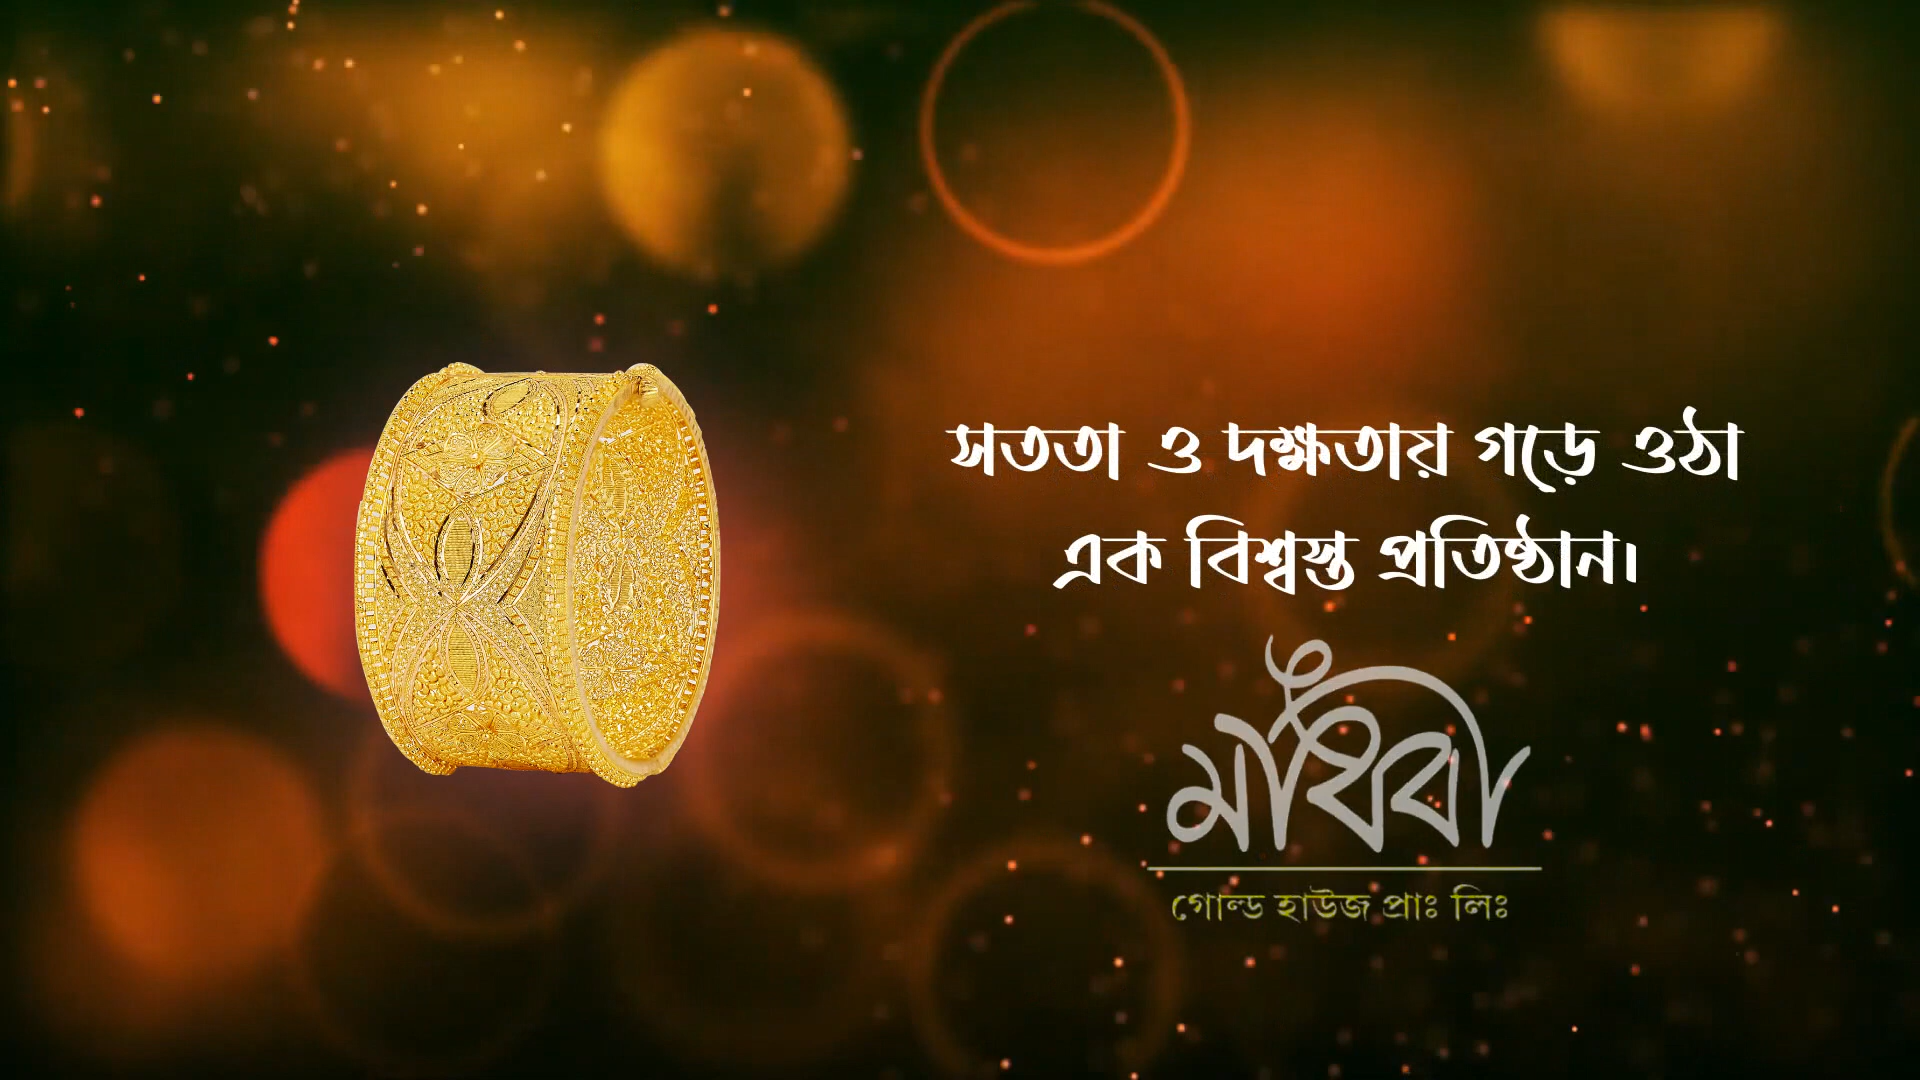 সততা ও দক্ষতায় গড়ে ওঠা
এক বিশ্বস্ত প্রতিষ্ঠান।
মাধবী
গোল্ড হাউজ প্রাঃ লিঃ